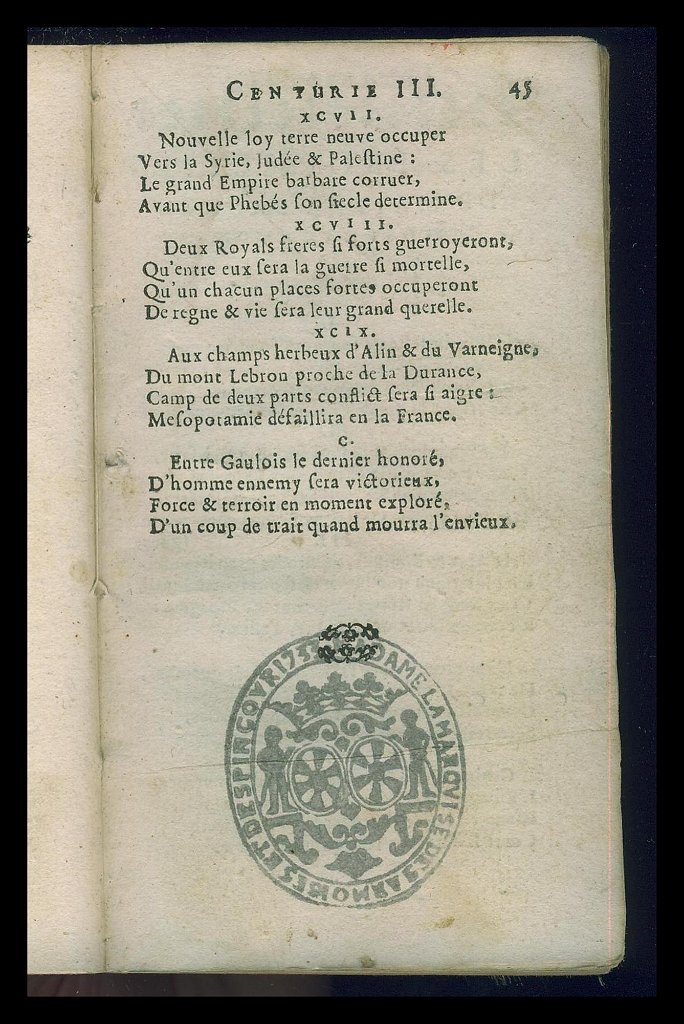 CENTURIE III. 45
XCVII.
Nouvelle loy terre neuve occuper
Vers la Syrie, Judée & Paleſtine :
Le grand Empire barbare corruer,
Avant que Phebés ſon ſiecle determine.
XCVIII.
Deux Royals freres ſi forts guerroyeront,
Qu'entre eux ſera la guerre ſi mortelle,
Qu'un chacun places fortes occuperont
De regne & vie ſera leur grand querelle.
XCIX.
Aux champs herbeux d'Alin & du Varneigne,
Du mont Lebron proche de la Durance,
Camp de deux parts conflict ſera ſi aigre :
Meſopotamie défaillira en la France.
C.
Entre Gaulois le dernier honoré,
D'homme ennemy ſera victorieux,
Force & terroir en moment exploré,
D'un coup de trait quand mourra l'envieux.
MADAME LA MARQVISE DE
ET DESPINCOVR 173